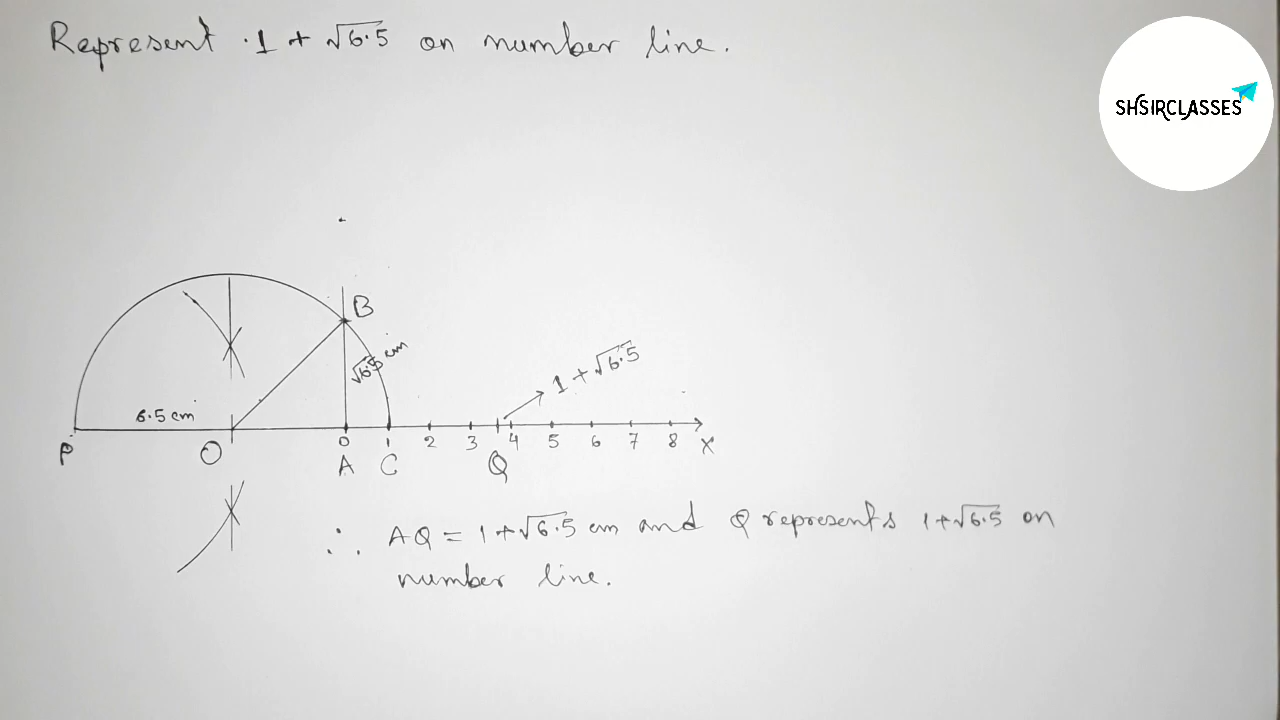 Represent .1 + √6.5 on number line.
SHSIRCLASSES
B
√6.5 cm
1 + √6.5
6.5 cm
P O 0 1 2 3 4 5 6 7 8 X
A C Q
∴ AQ = 1+√6.5 cm and Q represents 1+√6.5 on
number line.